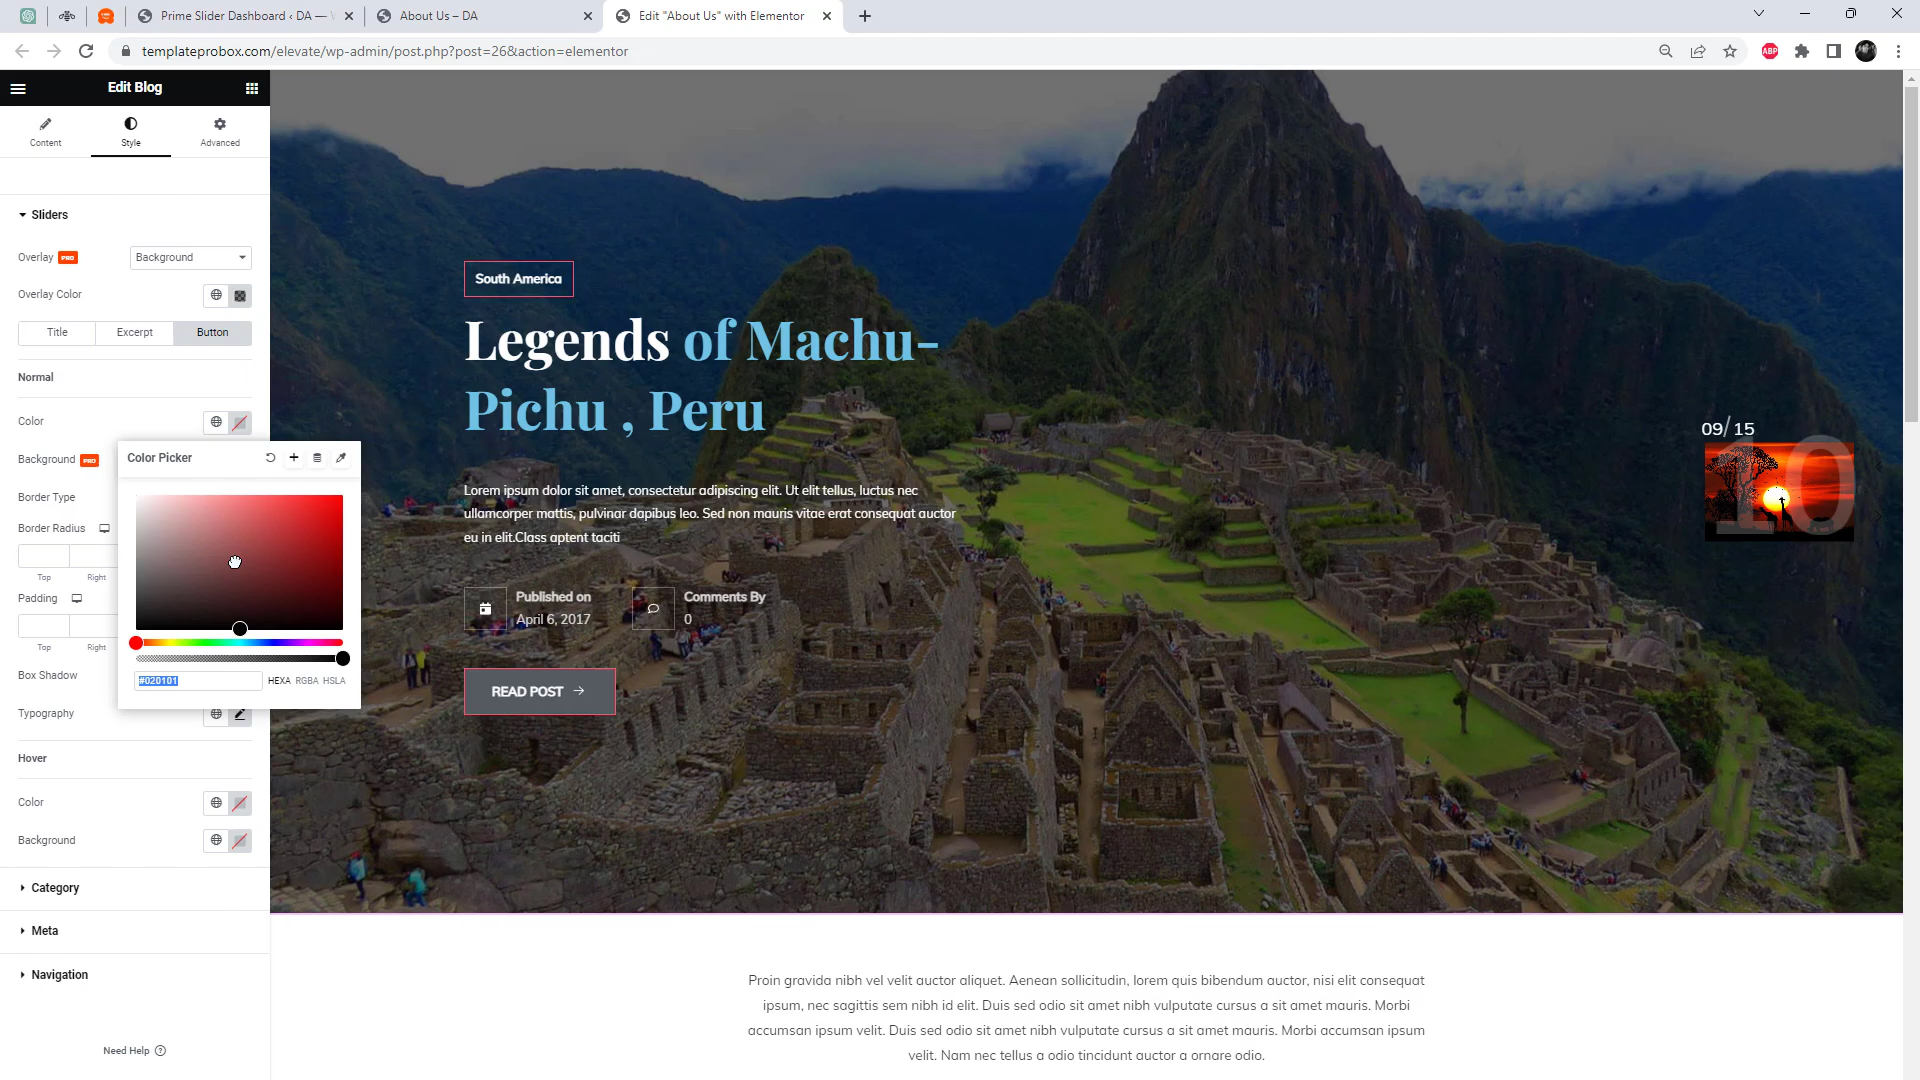 Prime Slider Dashboard ‹ DA —
About Us – DA
Edit "About Us" with Elementor
templateprobox.com/elevate/wp-admin/post.php?post=26&action=elementor
ABP
Edit Blog
Content
Style
Advanced
Sliders
Overlay PRO
Background
Overlay Color
Title
Excerpt
Button
Normal
Color
Background PRO
Border Type
Border Radius
Top
Right
Padding
Top
Right
Box Shadow
Typography
Color Picker
#020101
HEXA
RGBA
HSLA
Hover
Color
Background
Category
Meta
Navigation
Need Help
South America
Legends of Machu-
Pichu , Peru
Lorem ipsum dolor sit amet, consectetur adipiscing elit. Ut elit tellus, luctus nec
ullamcorper mattis, pulvinar dapibus leo. Sed non mauris vitae erat consequat auctor
eu in elit.Class aptent taciti
Published on
April 6, 2017
Comments By
0
READ POST
09/ 15
10
Proin gravida nibh vel velit auctor aliquet. Aenean sollicitudin, lorem quis bibendum auctor, nisi elit consequat
ipsum, nec sagittis sem nibh id elit. Duis sed odio sit amet nibh vulputate cursus a sit amet mauris. Morbi
accumsan ipsum velit. Duis sed odio sit amet nibh vulputate cursus a sit amet mauris. Morbi accumsan ipsum
velit. Nam nec tellus a odio tincidunt auctor a ornare odio.